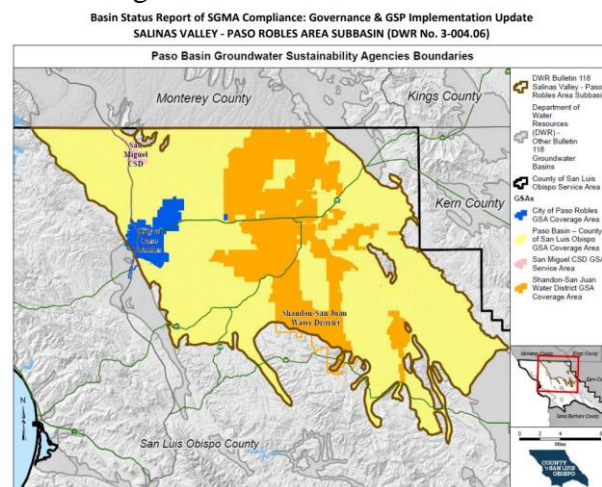 Basin Status Report of SGMA Compliance: Governance & GSP Implementation Update
SALINAS VALLEY - PASO ROBLES AREA SUBBASIN (DWR No. 3-004.06)
Paso Basin Groundwater Sustainability Agencies Boundaries
Monterey County
Kings County
Kern County
San
Miguel
CSD
City of
Paso
Robles
Shandon-San Juan
Water District
San Luis Obispo County
N
DWR Bulletin 118
Salinas Valley - Paso
Robles Area Subbasin
Department of
Water
Resources
(DWR) -
Other Bulletin
118
Groundwater
Basins
County of San Luis
Obispo Service Area
GSAs
City of Paso Robles
GSA Coverage Area
Paso Basin - County
of San Luis Obispo
GSA Coverage Area
San Miguel CSD GSA
Service Area
Shandon-San Juan
Water District GSA
Coverage Area
Miles
COUNTY
SAN LUIS
OBISPO